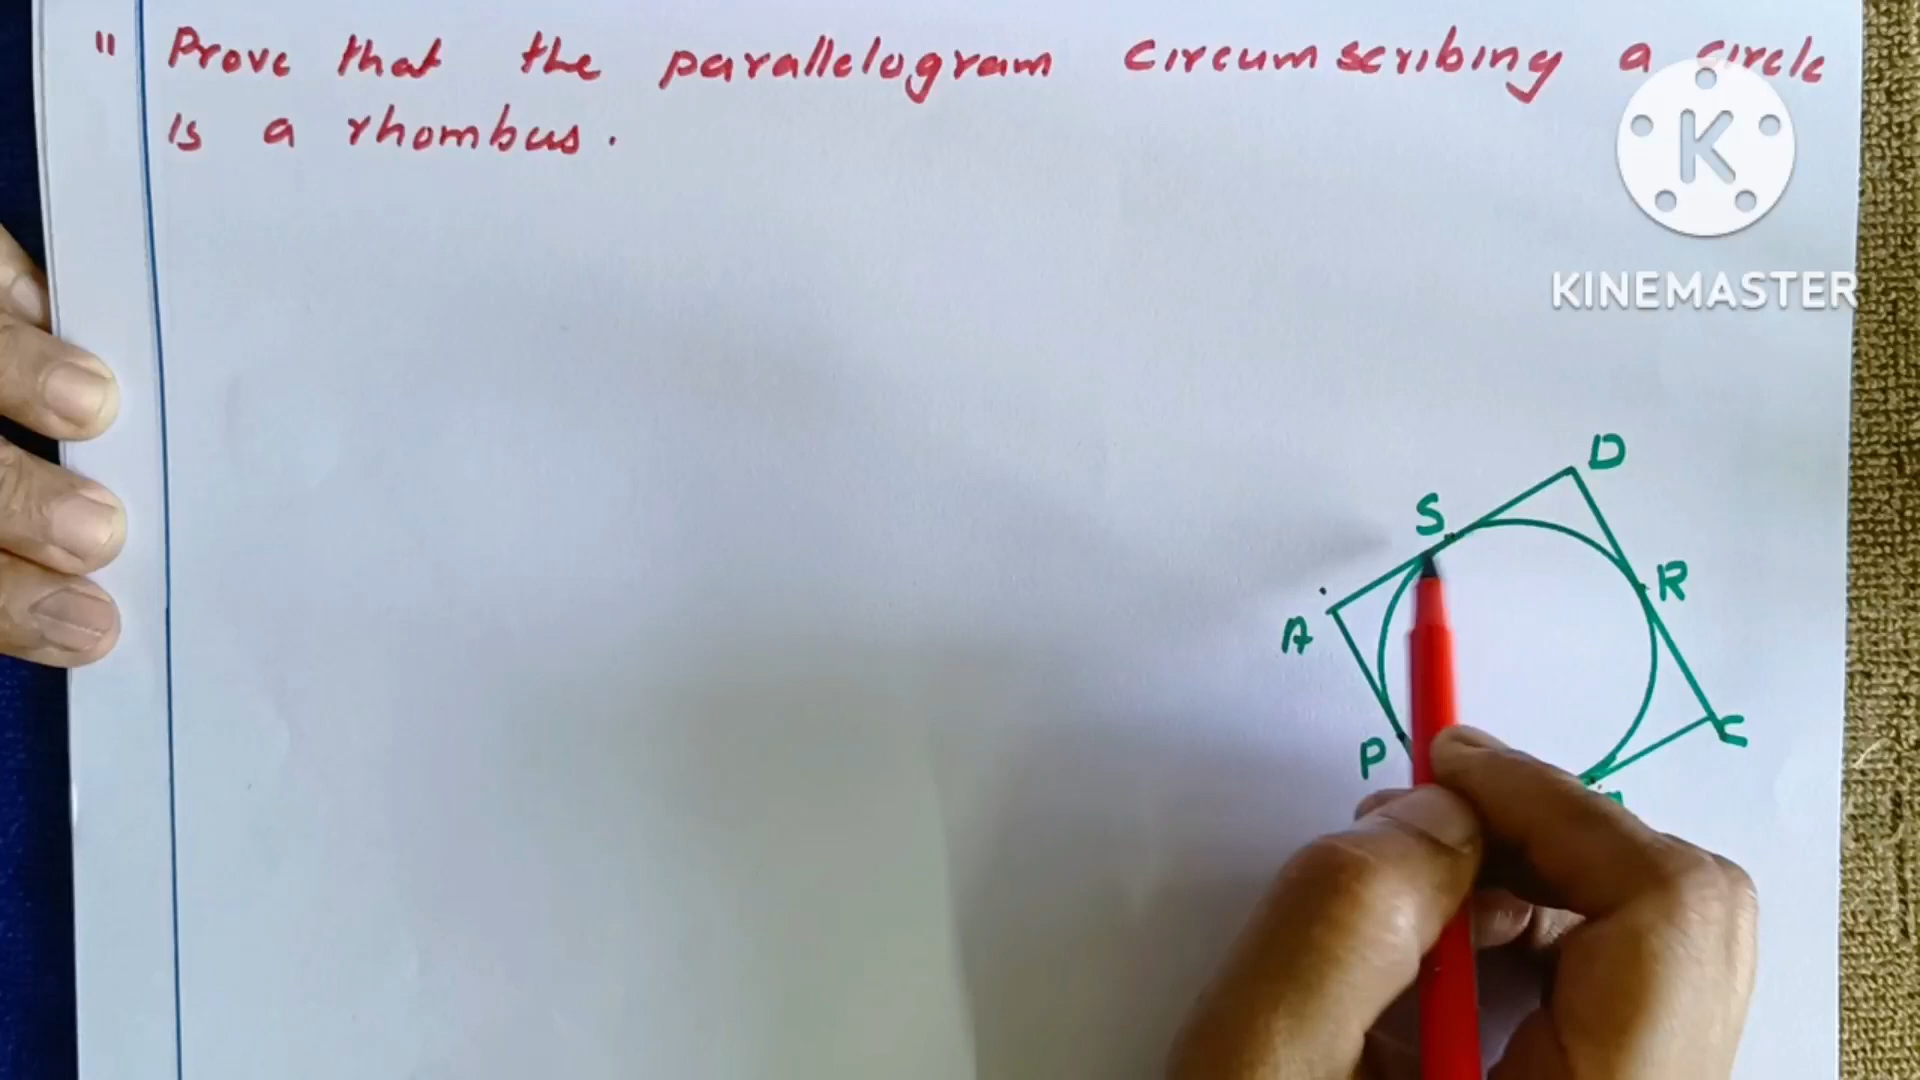 " Prove that the parallelogram circumscribing a circle
is a rhombus.
K
KINEMASTER
D
S
R
A
C
P